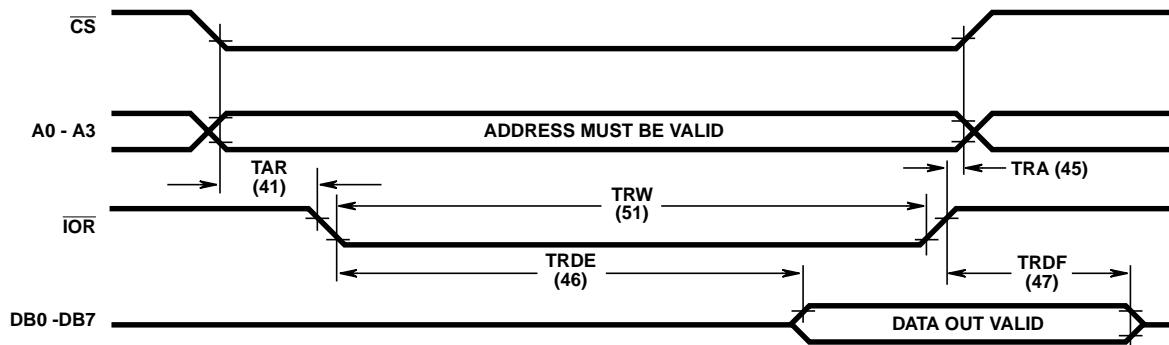 CS
A0 - A3
ADDRESS MUST BE VALID
TAR
(41)
TRA (45)
IOR
TRW
(51)
TRDE
(46)
TRDF
(47)
DB0 -DB7
DATA OUT VALID